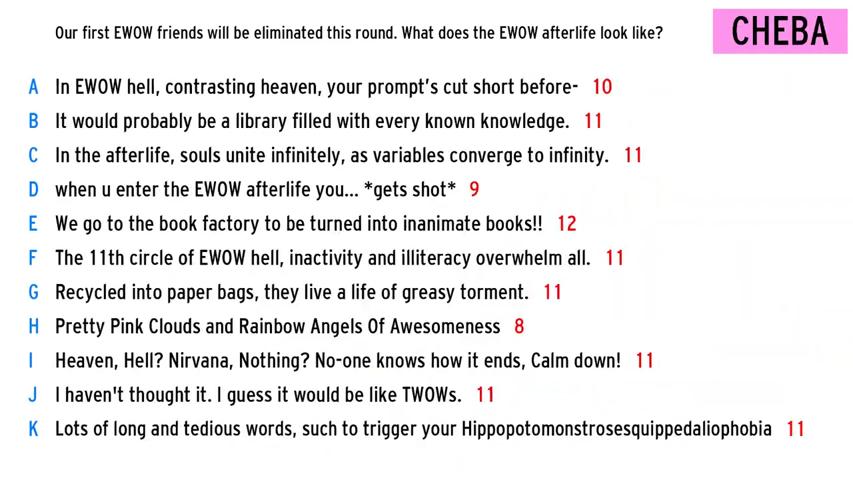 Our first EWOW friends will be eliminated this round. What does the EWOW afterlife look like?
CHEBA
A In EWOW hell, contrasting heaven, your prompt's cut short before- 10
B It would probably be a library filled with every known knowledge. 11
C In the afterlife, souls unite infinitely, as variables converge to infinity. 11
D when u enter the EWOW afterlife you... *gets shot* 9
E We go to the book factory to be turned into inanimate books!! 12
F The 11th circle of EWOW hell, inactivity and illiteracy overwhelm all. 11
G Recycled into paper bags, they live a life of greasy torment. 11
H Pretty Pink Clouds and Rainbow Angels Of Awesomeness 8
I Heaven, Hell? Nirvana, Nothing? No-one knows how it ends, Calm down! 11
J I haven't thought it. I guess it would be like TWOWs. 11
K Lots of long and tedious words, such to trigger your Hippopotomonstrosesquippedaliophobia 11